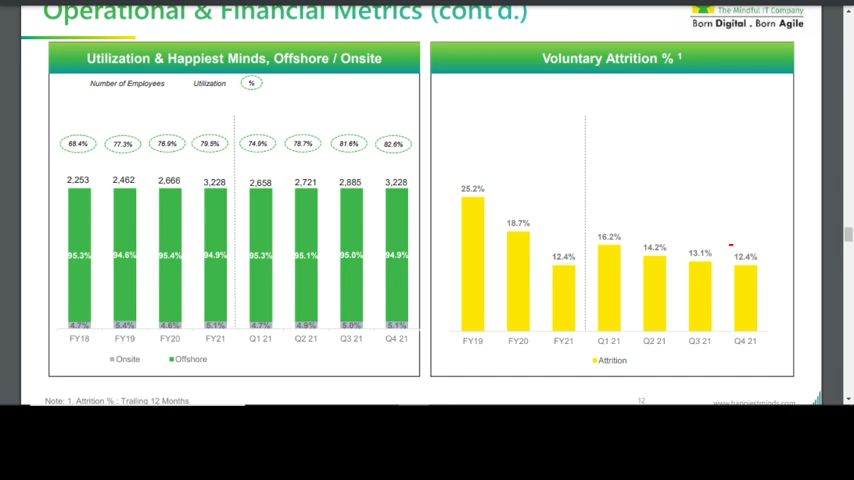 Operational & Financial Metrics (cont'd.)
The Mindful IT Company
Born Digital . Born Agile
Utilization & Happiest Minds, Offshore / Onsite
Number of Employees Utilization %
68.4% 77.3% 76.9% 79.5% 74.9% 78.7% 81.6% 82.6%
2,253 2,462 2,666 3,228 2,658 2,721 2,885 3,228
95.3% 94.6% 95.4% 94.9% 95.3% 95.1% 95.0% 94.9%
4.7% 5.4% 4.6% 5.1% 4.7% 4.9% 5.0% 5.1%
FY18 FY19 FY20 FY21 Q1 21 Q2 21 Q3 21 Q4 21
Onsite Offshore
Voluntary Attrition % 1
25.2% 18.7% 12.4% 16.2% 14.2% 13.1% 12.4%
FY19 FY20 FY21 Q1 21 Q2 21 Q3 21 Q4 21
Attrition
Note: 1. Attrition % : Trailing 12 Months
12
www.happiestminds.com